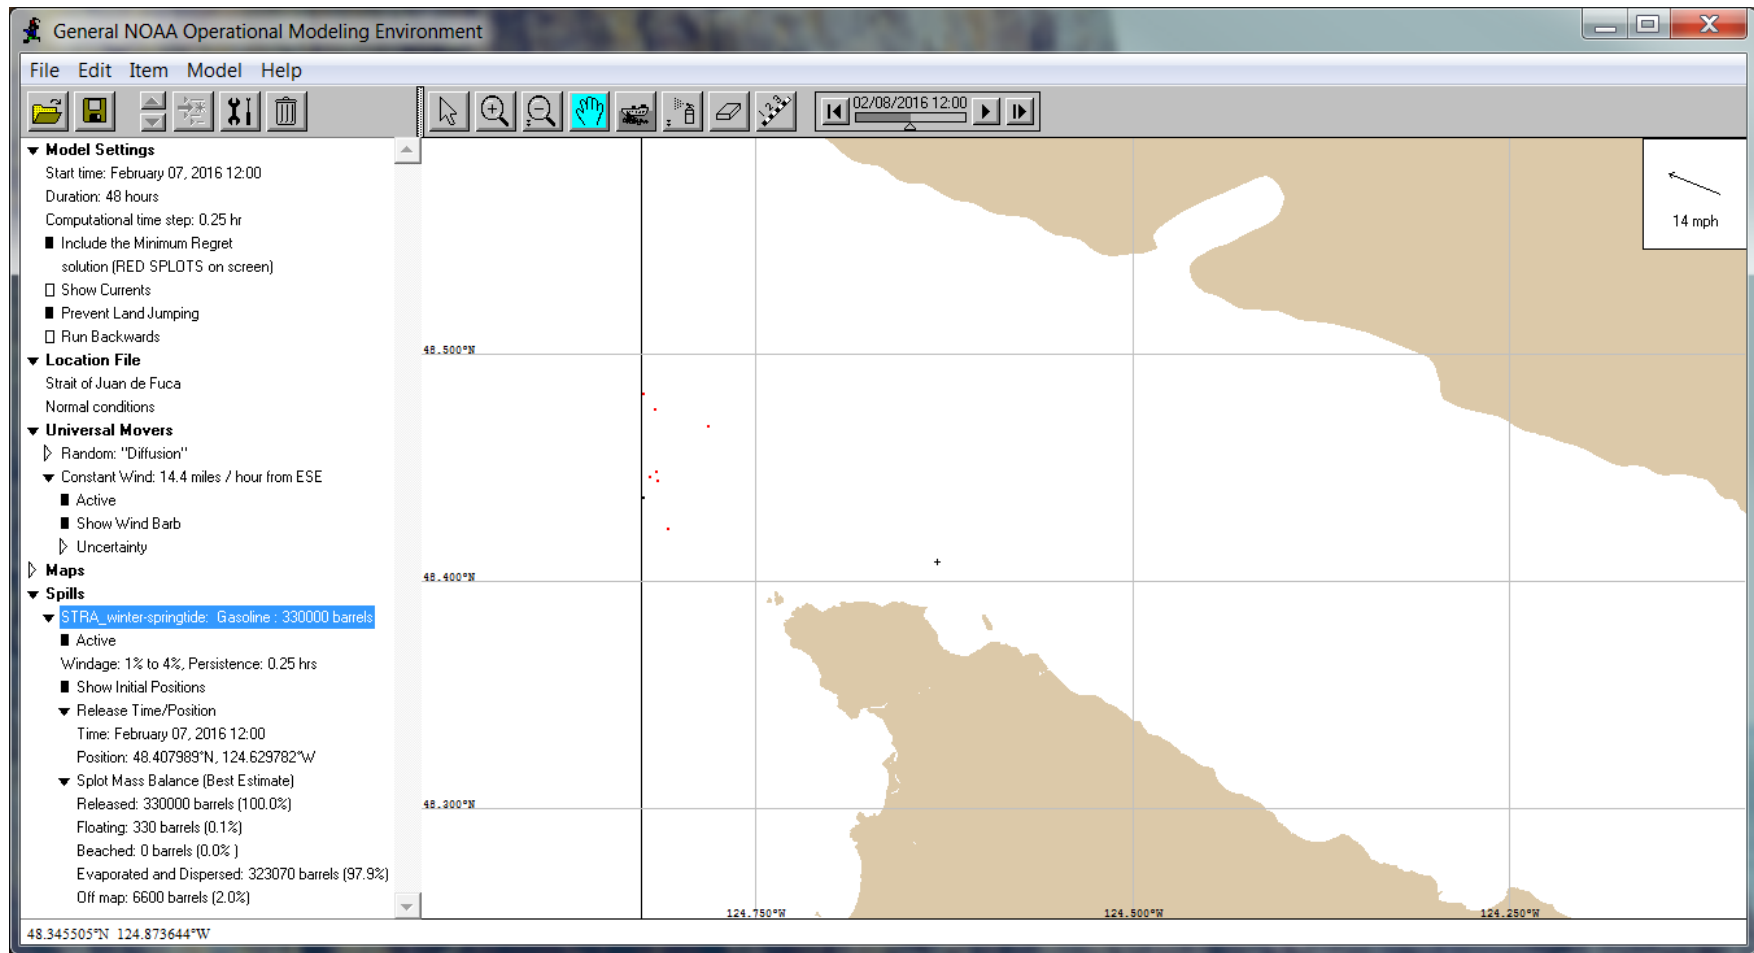 General NOAA Operational Modeling Environment
File Edit Item Model Help
02/08/2016 12:00
Model Settings
Start time: February 07, 2016 12:00
Duration: 48 hours
Computational time step: 0.25 hr
Include the Minimum Regret
solution (RED SPLOTS on screen)
Show Currents
Prevent Land Jumping
Run Backwards
Location File
Strait of Juan de Fuca
Normal conditions
Universal Movers
Random: "Diffusion"
Constant Wind: 14.4 miles / hour from ESE
Active
Show Wind Barb
Uncertainty
Maps
Spills
STRA_winter-springtide: Gasoline : 330000 barrels
Active
Windage: 1% to 4%, Persistence: 0.25 hrs
Show Initial Positions
Release Time/Position
Time: February 07, 2016 12:00
Position: 48.407989°N, 124.629782°W
Splot Mass Balance (Best Estimate)
Released: 330000 barrels (100.0%)
Floating: 330 barrels (0.1%)
Beached: 0 barrels (0.0% )
Evaporated and Dispersed: 323070 barrels (97.9%)
Off map: 6600 barrels (2.0%)
14 mph
48.500°N
48.400°N
48.300°N
124.750°W 124.500°W 124.250°W
48.345505°N 124.873644°W